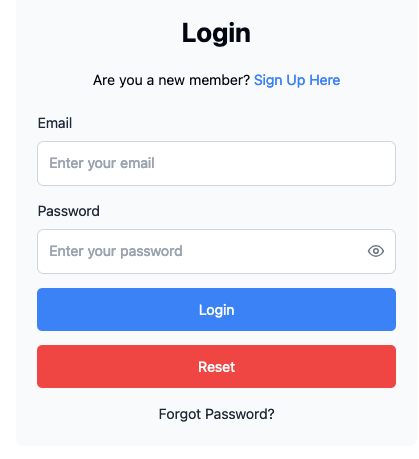 Login
Are you a new member? Sign Up Here
Email
Enter your email
Password
Enter your password
Login
Reset
Forgot Password?